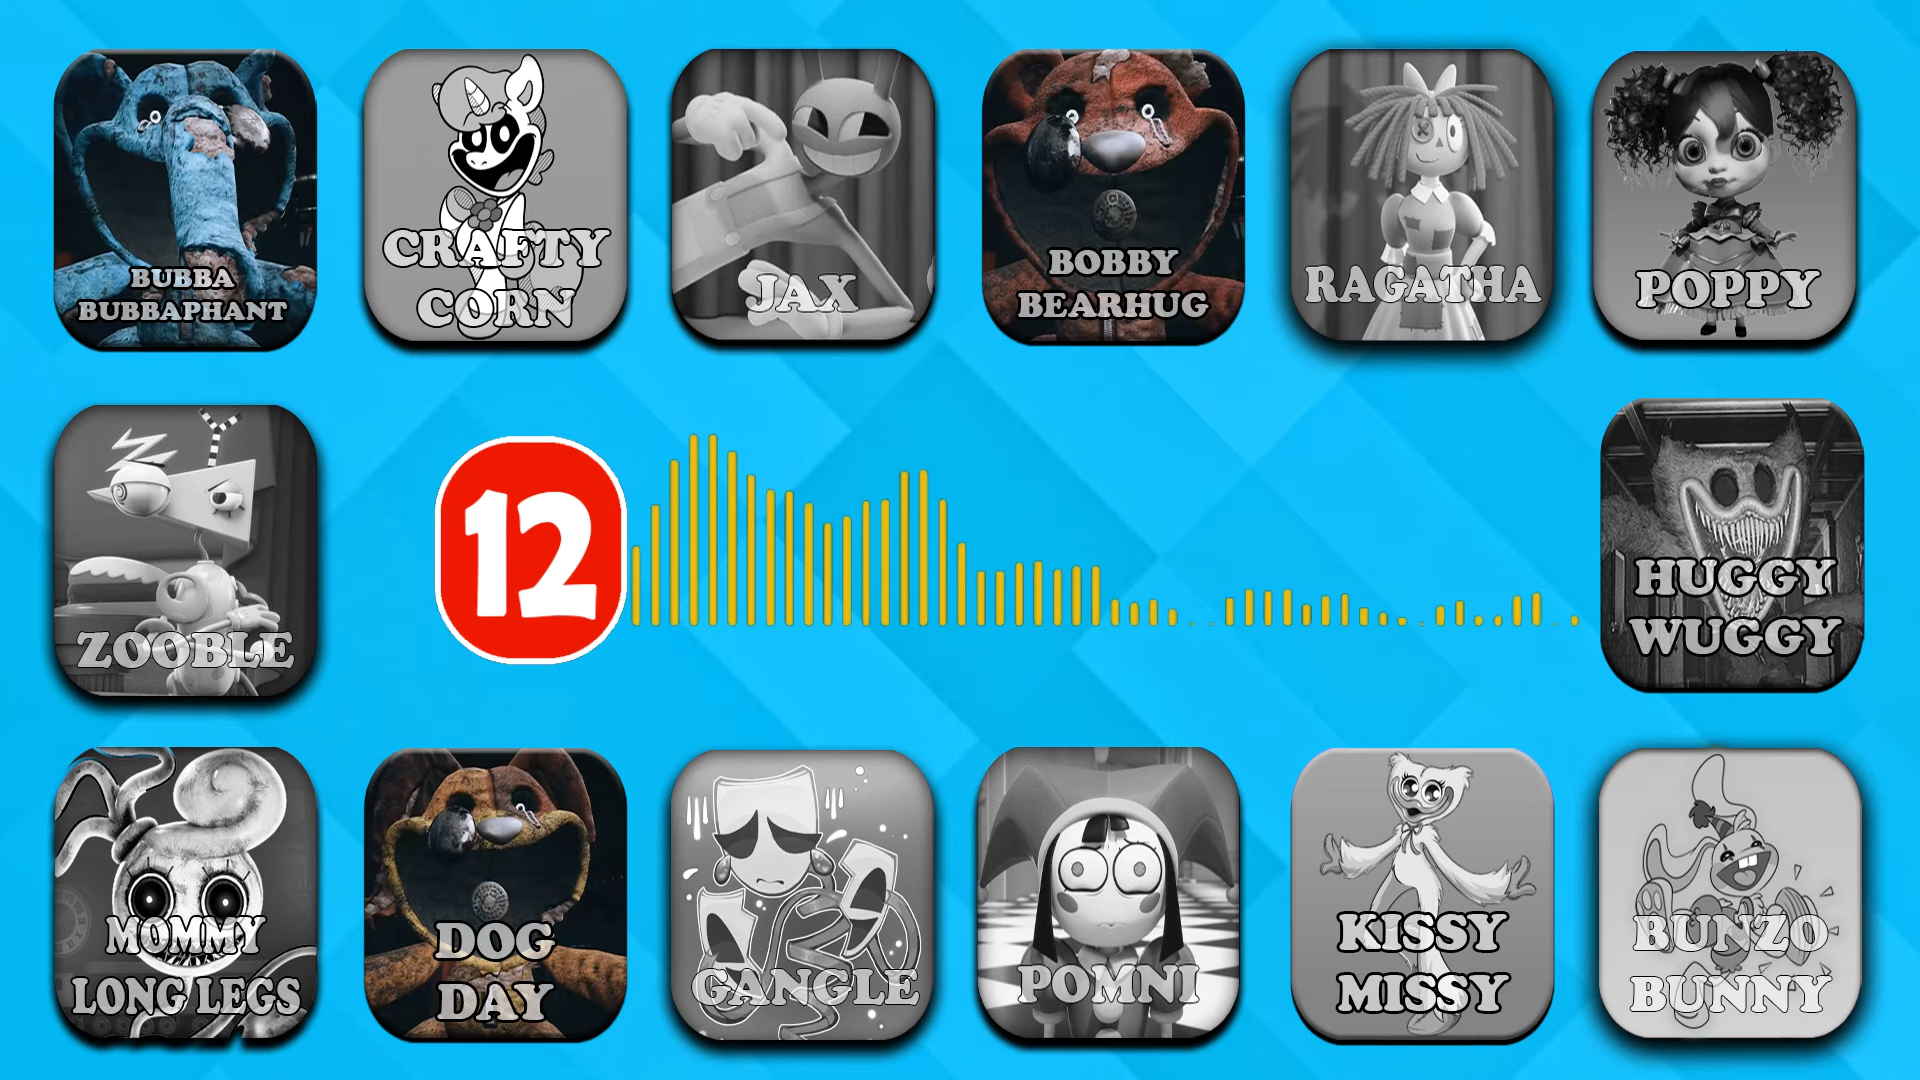 BUBBA
BUBBAPHANT
CRAFTY
CORN
JAX
BOBBY
BEARHUG
RAGATHA
POPPY
ZOOBLE
12
HUGGY
WUGGY
MOMMY
LONG LEGS
DOG
DAY
GANGLE
POMNI
KISSY
MISSY
BUNZO
BUNNY